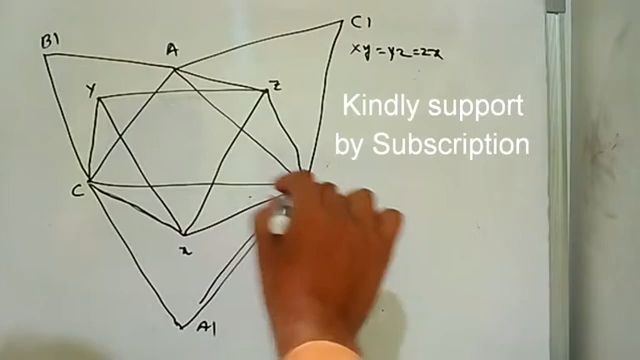 B1
A
C1
xy = yz = zx
Y
Z
Kindly support
by Subscription
C
x
A1